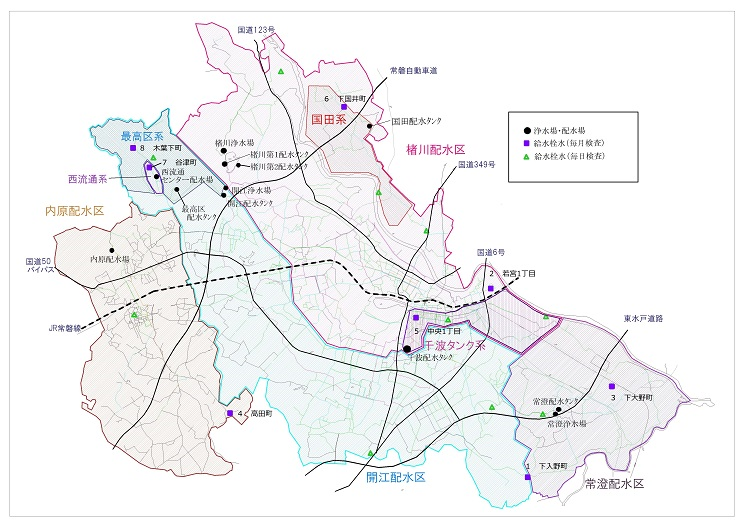 国道123号
常磐自動車道
6 下国井町
国田系
国田配水タンク
浄水場・配水場
給水栓水(毎月検査)
給水栓水(毎日検査)
最高区系
8 木葉下町
7 谷津町
西流通系
西流通
センター配水場
最高区
配水タンク
楮川浄水場
楮川第1配水タンク
楮川第2配水タンク
開江浄水場
開江配水タンク
楮川配水区
国道349号
内原配水区
内原配水場
国道50
バイパス
JR常磐線
国道6号
2 若宮1丁目
東水戸道路
5 中央1丁目
千波タンク系
千波配水タンク
常澄配水タンク
常澄浄水場
3 下大野町
4 高田町
1 下入野町
開江配水区
常澄配水区